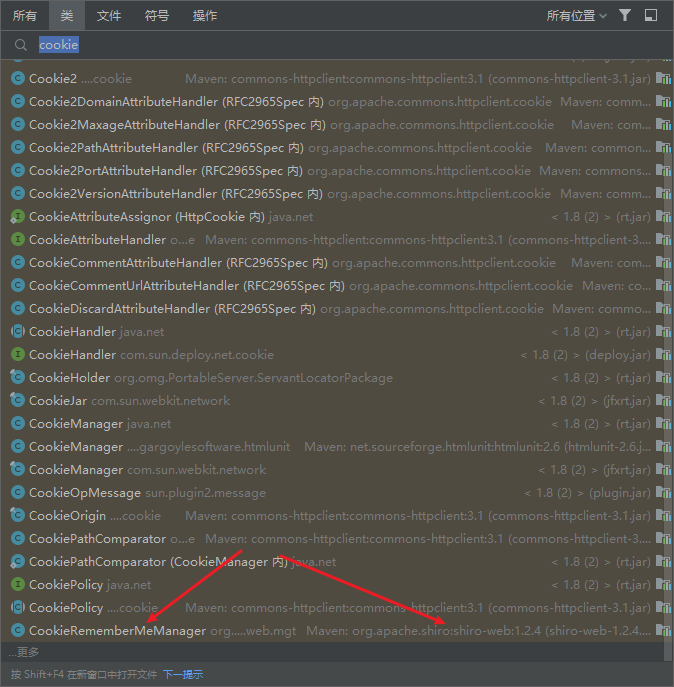 所有 类 文件 符号 操作 所有位置
cookie
Cookie2 ....cookie Maven: commons-httpclient:commons-httpclient:3.1 (commons-httpclient-3.1.jar)
Cookie2DomainAttributeHandler (RFC2965Spec 内) org.apache.commons.httpclient.cookie Maven: comm...
Cookie2MaxageAttributeHandler (RFC2965Spec 内) org.apache.commons.httpclient.cookie Maven: com...
Cookie2PathAttributeHandler (RFC2965Spec 内) org.apache.commons.httpclient.cookie Maven: common...
Cookie2PortAttributeHandler (RFC2965Spec 内) org.apache.commons.httpclient.cookie Maven: common...
Cookie2VersionAttributeHandler (RFC2965Spec 内) org.apache.commons.httpclient.cookie Maven: com...
CookieAttributeAssignor (HttpCookie 内) java.net < 1.8 (2) > (rt.jar)
CookieAttributeHandler o...e Maven: commons-httpclient:commons-httpclient:3.1 (commons-httpclient-3....
CookieCommentAttributeHandler (RFC2965Spec 内) org.apache.commons.httpclient.cookie Maven: com...
CookieCommentUrlAttributeHandler (RFC2965Spec 内) org.apache.commons.httpclient.cookie Maven: c...
CookieDiscardAttributeHandler (RFC2965Spec 内) org.apache.commons.httpclient.cookie Maven: commo...
CookieHandler java.net < 1.8 (2) > (rt.jar)
CookieHandler com.sun.deploy.net.cookie < 1.8 (2) > (deploy.jar)
CookieHolder org.omg.PortableServer.ServantLocatorPackage < 1.8 (2) > (rt.jar)
CookieJar com.sun.webkit.network < 1.8 (2) > (jfxrt.jar)
CookieManager java.net < 1.8 (2) > (rt.jar)
CookieManager ....gargoylesoftware.htmlunit Maven: net.sourceforge.htmlunit:htmlunit:2.6 (htmlunit-2.6.j...
CookieManager com.sun.webkit.network < 1.8 (2) > (jfxrt.jar)
CookieOpMessage sun.plugin2.message < 1.8 (2) > (plugin.jar)
CookieOrigin ....cookie Maven: commons-httpclient:commons-httpclient:3.1 (commons-httpclient-3.1.jar)
CookiePathComparator o...e Maven: commons-httpclient:commons-httpclient:3.1 (commons-httpclient-3....
CookiePathComparator (CookieManager 内) java.net < 1.8 (2) > (rt.jar)
CookiePolicy java.net < 1.8 (2) > (rt.jar)
CookiePolicy ....cookie Maven: commons-httpclient:commons-httpclient:3.1 (commons-httpclient-3.1.jar)
CookieRememberMeManager org.....web.mgt Maven: org.apache.shiro:shiro-web:1.2.4 (shiro-web-1.2.4....
...更多
按 Shift+F4 在新窗口中打开文件 下一提示